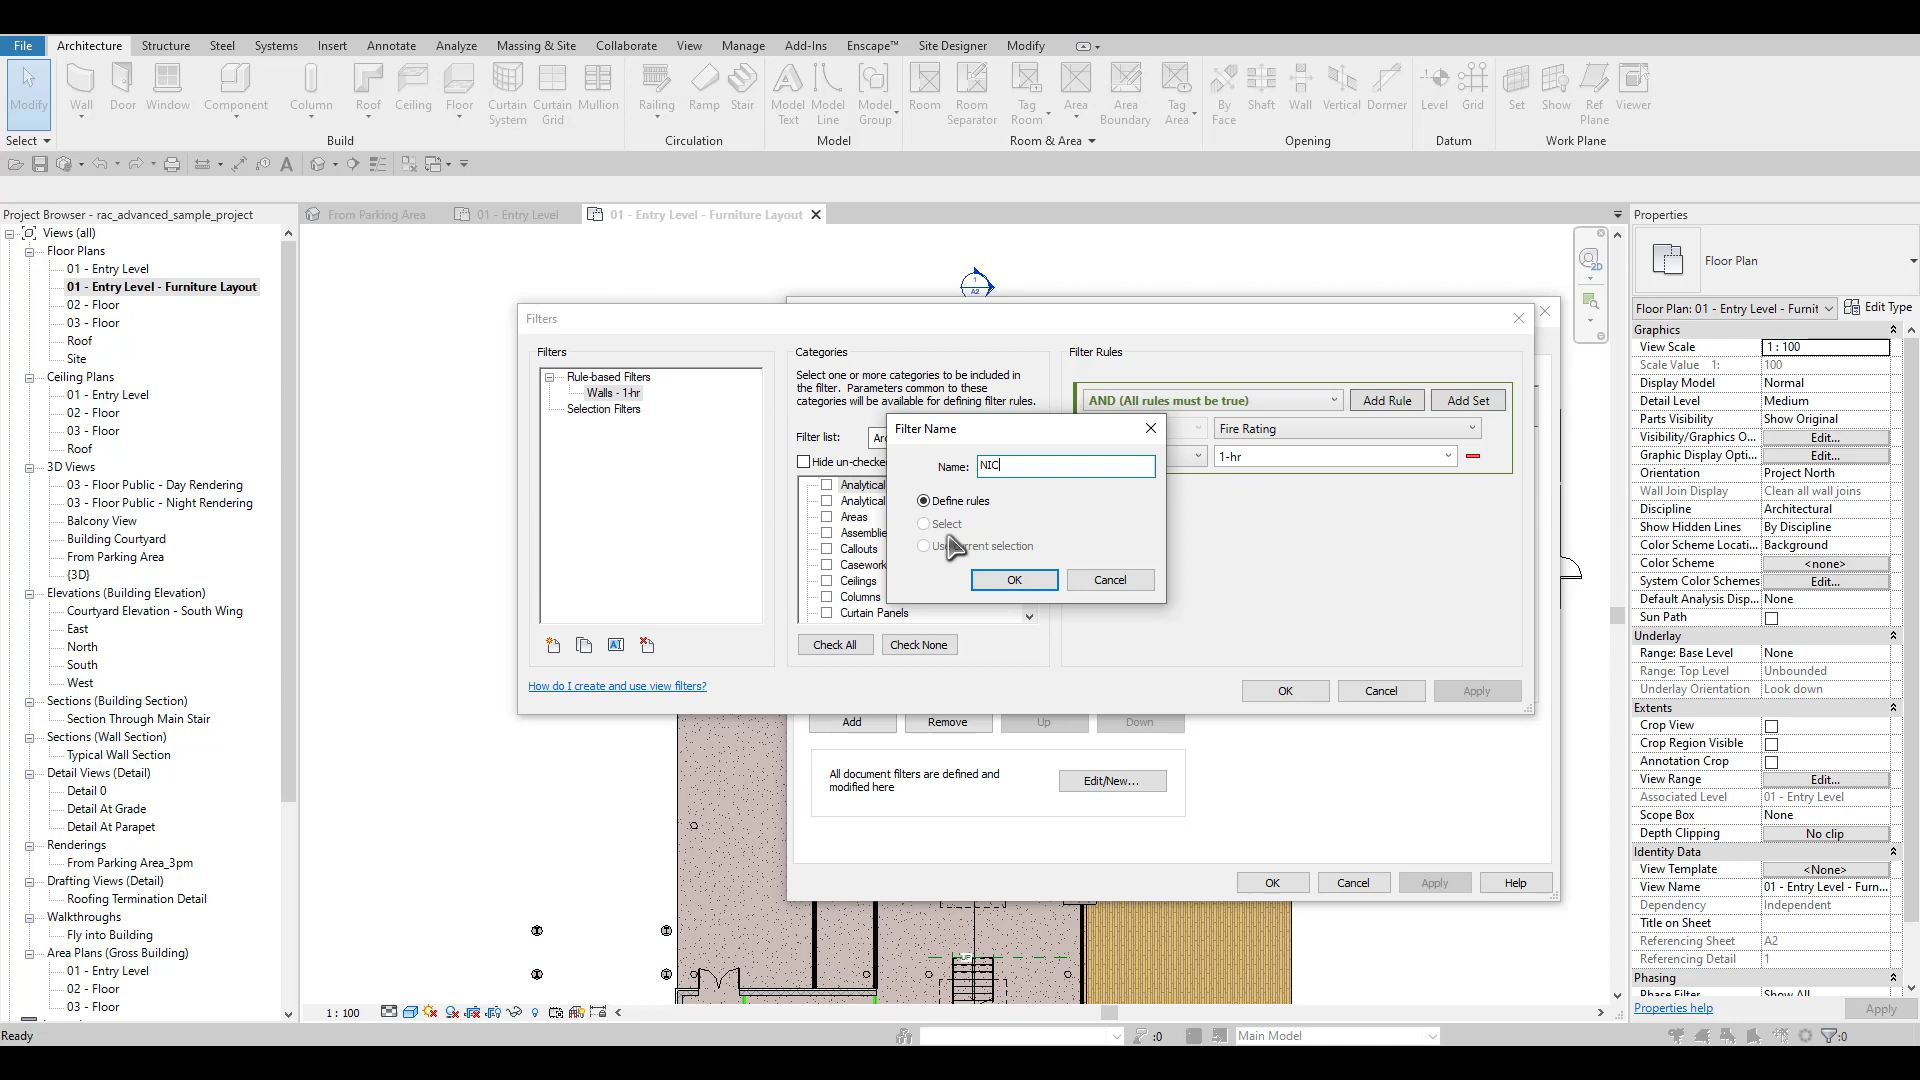 File Architecture Structure Steel Systems Insert Annotate Analyze Massing & Site Collaborate View Manage Add-Ins Enscape™ Site Designer Modify
Modify Wall Door Window Component Column Roof Ceiling Floor Curtain System Curtain Grid Mullion Railing Ramp Stair Model Text Model Line Model Group Room Room Separator Tag Room Area Area Boundary Tag Area By Face Shaft Wall Vertical Dormer Level Grid Set Show Ref Plane Viewer
Select Build Circulation Model Room & Area Opening Datum Work Plane
Project Browser - rac_advanced_sample_project
Views (all)
Floor Plans
01 - Entry Level
01 - Entry Level - Furniture Layout
02 - Floor
03 - Floor
Roof
Site
Ceiling Plans
01 - Entry Level
02 - Floor
03 - Floor
Roof
3D Views
03 - Floor Public - Day Rendering
03 - Floor Public - Night Rendering
Balcony View
Building Courtyard
From Parking Area
{3D}
Elevations (Building Elevation)
Courtyard Elevation - South Wing
East
North
South
West
Sections (Building Section)
Section Through Main Stair
Sections (Wall Section)
Typical Wall Section
Detail Views (Detail)
Detail 0
Detail At Grade
Detail At Parapet
Renderings
From Parking Area_3pm
Drafting Views (Detail)
Roofing Termination Detail
Walkthroughs
Fly into Building
Area Plans (Gross Building)
01 - Entry Level
02 - Floor
03 - Floor
From Parking Area 01 - Entry Level 01 - Entry Level - Furniture Layout
1
A2
2D
Filters
Filters
Rule-based Filters
Walls - 1-hr
Selection Filters
How do I create and use view filters?
Categories
Select one or more categories to be included
in the filter. Parameters common to these
categories will be available for defining filter rules.
Filter list:
Hide un-checke
Analytical
Analytical
Areas
Assemblie
Callouts
Casework
Ceilings
Columns
Curtain Panels
Check All Check None
Filter Rules
AND (All rules must be true) Add Rule Add Set
Fire Rating
1-hr
OK Cancel Apply
Filter Name
Name: NIC
Define rules
Select
Use current selection
OK Cancel
Add Remove Up Down
All document filters are defined and
modified here
Edit/New...
OK Cancel Apply Help
UP
Properties
Floor Plan
Floor Plan: 01 - Entry Level - Furnit Edit Type
Graphics
View Scale 1 : 100
Scale Value 1: 100
Display Model Normal
Detail Level Medium
Parts Visibility Show Original
Visibility/Graphics O... Edit...
Graphic Display Opti... Edit...
Orientation Project North
Wall Join Display Clean all wall joins
Discipline Architectural
Show Hidden Lines By Discipline
Color Scheme Locati... Background
Color Scheme <none>
System Color Schemes Edit...
Default Analysis Disp... None
Sun Path
Underlay
Range: Base Level None
Range: Top Level Unbounded
Underlay Orientation Look down
Extents
Crop View
Crop Region Visible
Annotation Crop
View Range Edit...
Associated Level 01 - Entry Level
Scope Box None
Depth Clipping No clip
Identity Data
View Template <None>
View Name 01 - Entry Level - Furn...
Dependency Independent
Title on Sheet
Referencing Sheet A2
Referencing Detail 1
Phasing
Phase Filter Show All
Properties help Apply
1 : 100
Ready :0 Main Model :0